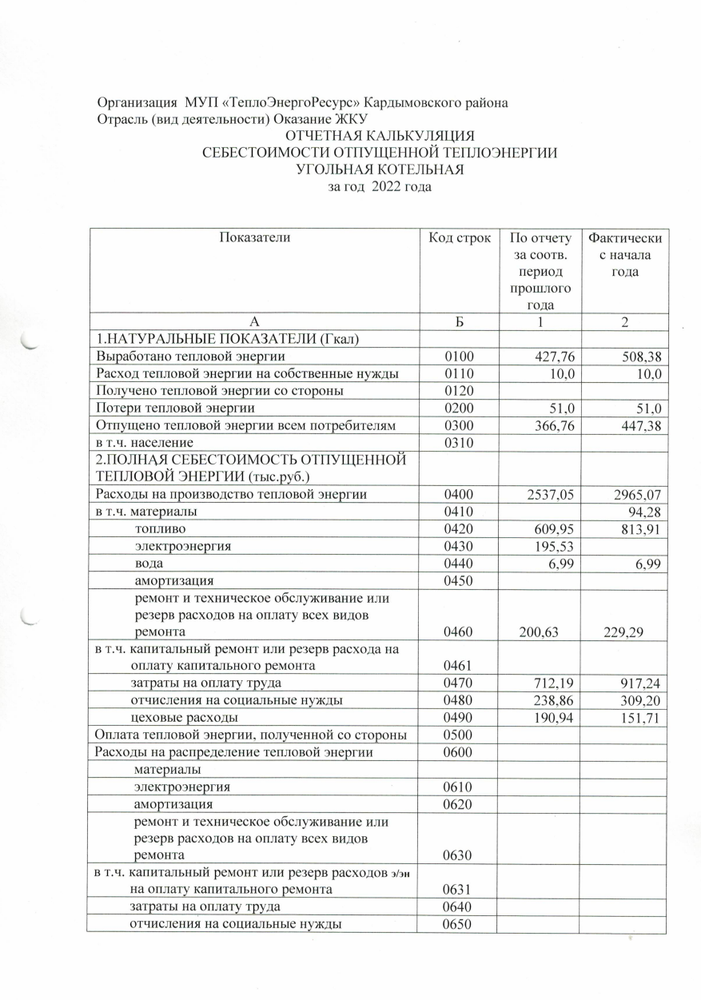 Организация  МУП «ТеплоЭнергоРесурс» Кардымовского района
Отрасль (вид деятельности) Оказание ЖКУ
ОТЧЕТНАЯ КАЛЬКУЛЯЦИЯ
СЕБЕСТОИМОСТИ ОТПУЩЕННОЙ ТЕПЛОЭНЕРГИИ
УГОЛЬНАЯ КОТЕЛЬНАЯ
за год  2022 года
Показатели Код строк По отчету Фактически
за соотв. с начала
период года
прошлого
года
А Б 1 2
1.НАТУРАЛЬНЫЕ ПОКАЗАТЕЛИ (Гкал)
Выработано тепловой энергии 0100 427,76 508,38
Расход тепловой энергии на собственные нужды 0110 10,0 10,0
Получено тепловой энергии со стороны 0120
Потери тепловой энергии 0200 51,0 51,0
Отпущено тепловой энергии всем потребителям 0300 366,76 447,38
в т.ч. население 0310
2.ПОЛНАЯ СЕБЕСТОИМОСТЬ ОТПУЩЕННОЙ
ТЕПЛОВОЙ ЭНЕРГИИ (тыс.руб.)
Расходы на производство тепловой энергии 0400 2537,05 2965,07
в т.ч. материалы 0410 94,28
топливо 0420 609,95 813,91
электроэнергия 0430 195,53
вода 0440 6,99 6,99
амортизация 0450
ремонт и техническое обслуживание или
резерв расходов на оплату всех видов
ремонта 0460 200,63 229,29
в т.ч. капитальный ремонт или резерв расхода на
оплату капитального ремонта 0461
затраты на оплату труда 0470 712,19 917,24
отчисления на социальные нужды 0480 238,86 309,20
цеховые расходы 0490 190,94 151,71
Оплата тепловой энергии, полученной со стороны 0500
Расходы на распределение тепловой энергии 0600
материалы
электроэнергия 0610
амортизация 0620
ремонт и техническое обслуживание или
резерв расходов на оплату всех видов
ремонта 0630
в т.ч. капитальный ремонт или резерв расходов э/эн
на оплату капитального ремонта 0631
затраты на оплату труда 0640
отчисления на социальные нужды 0650